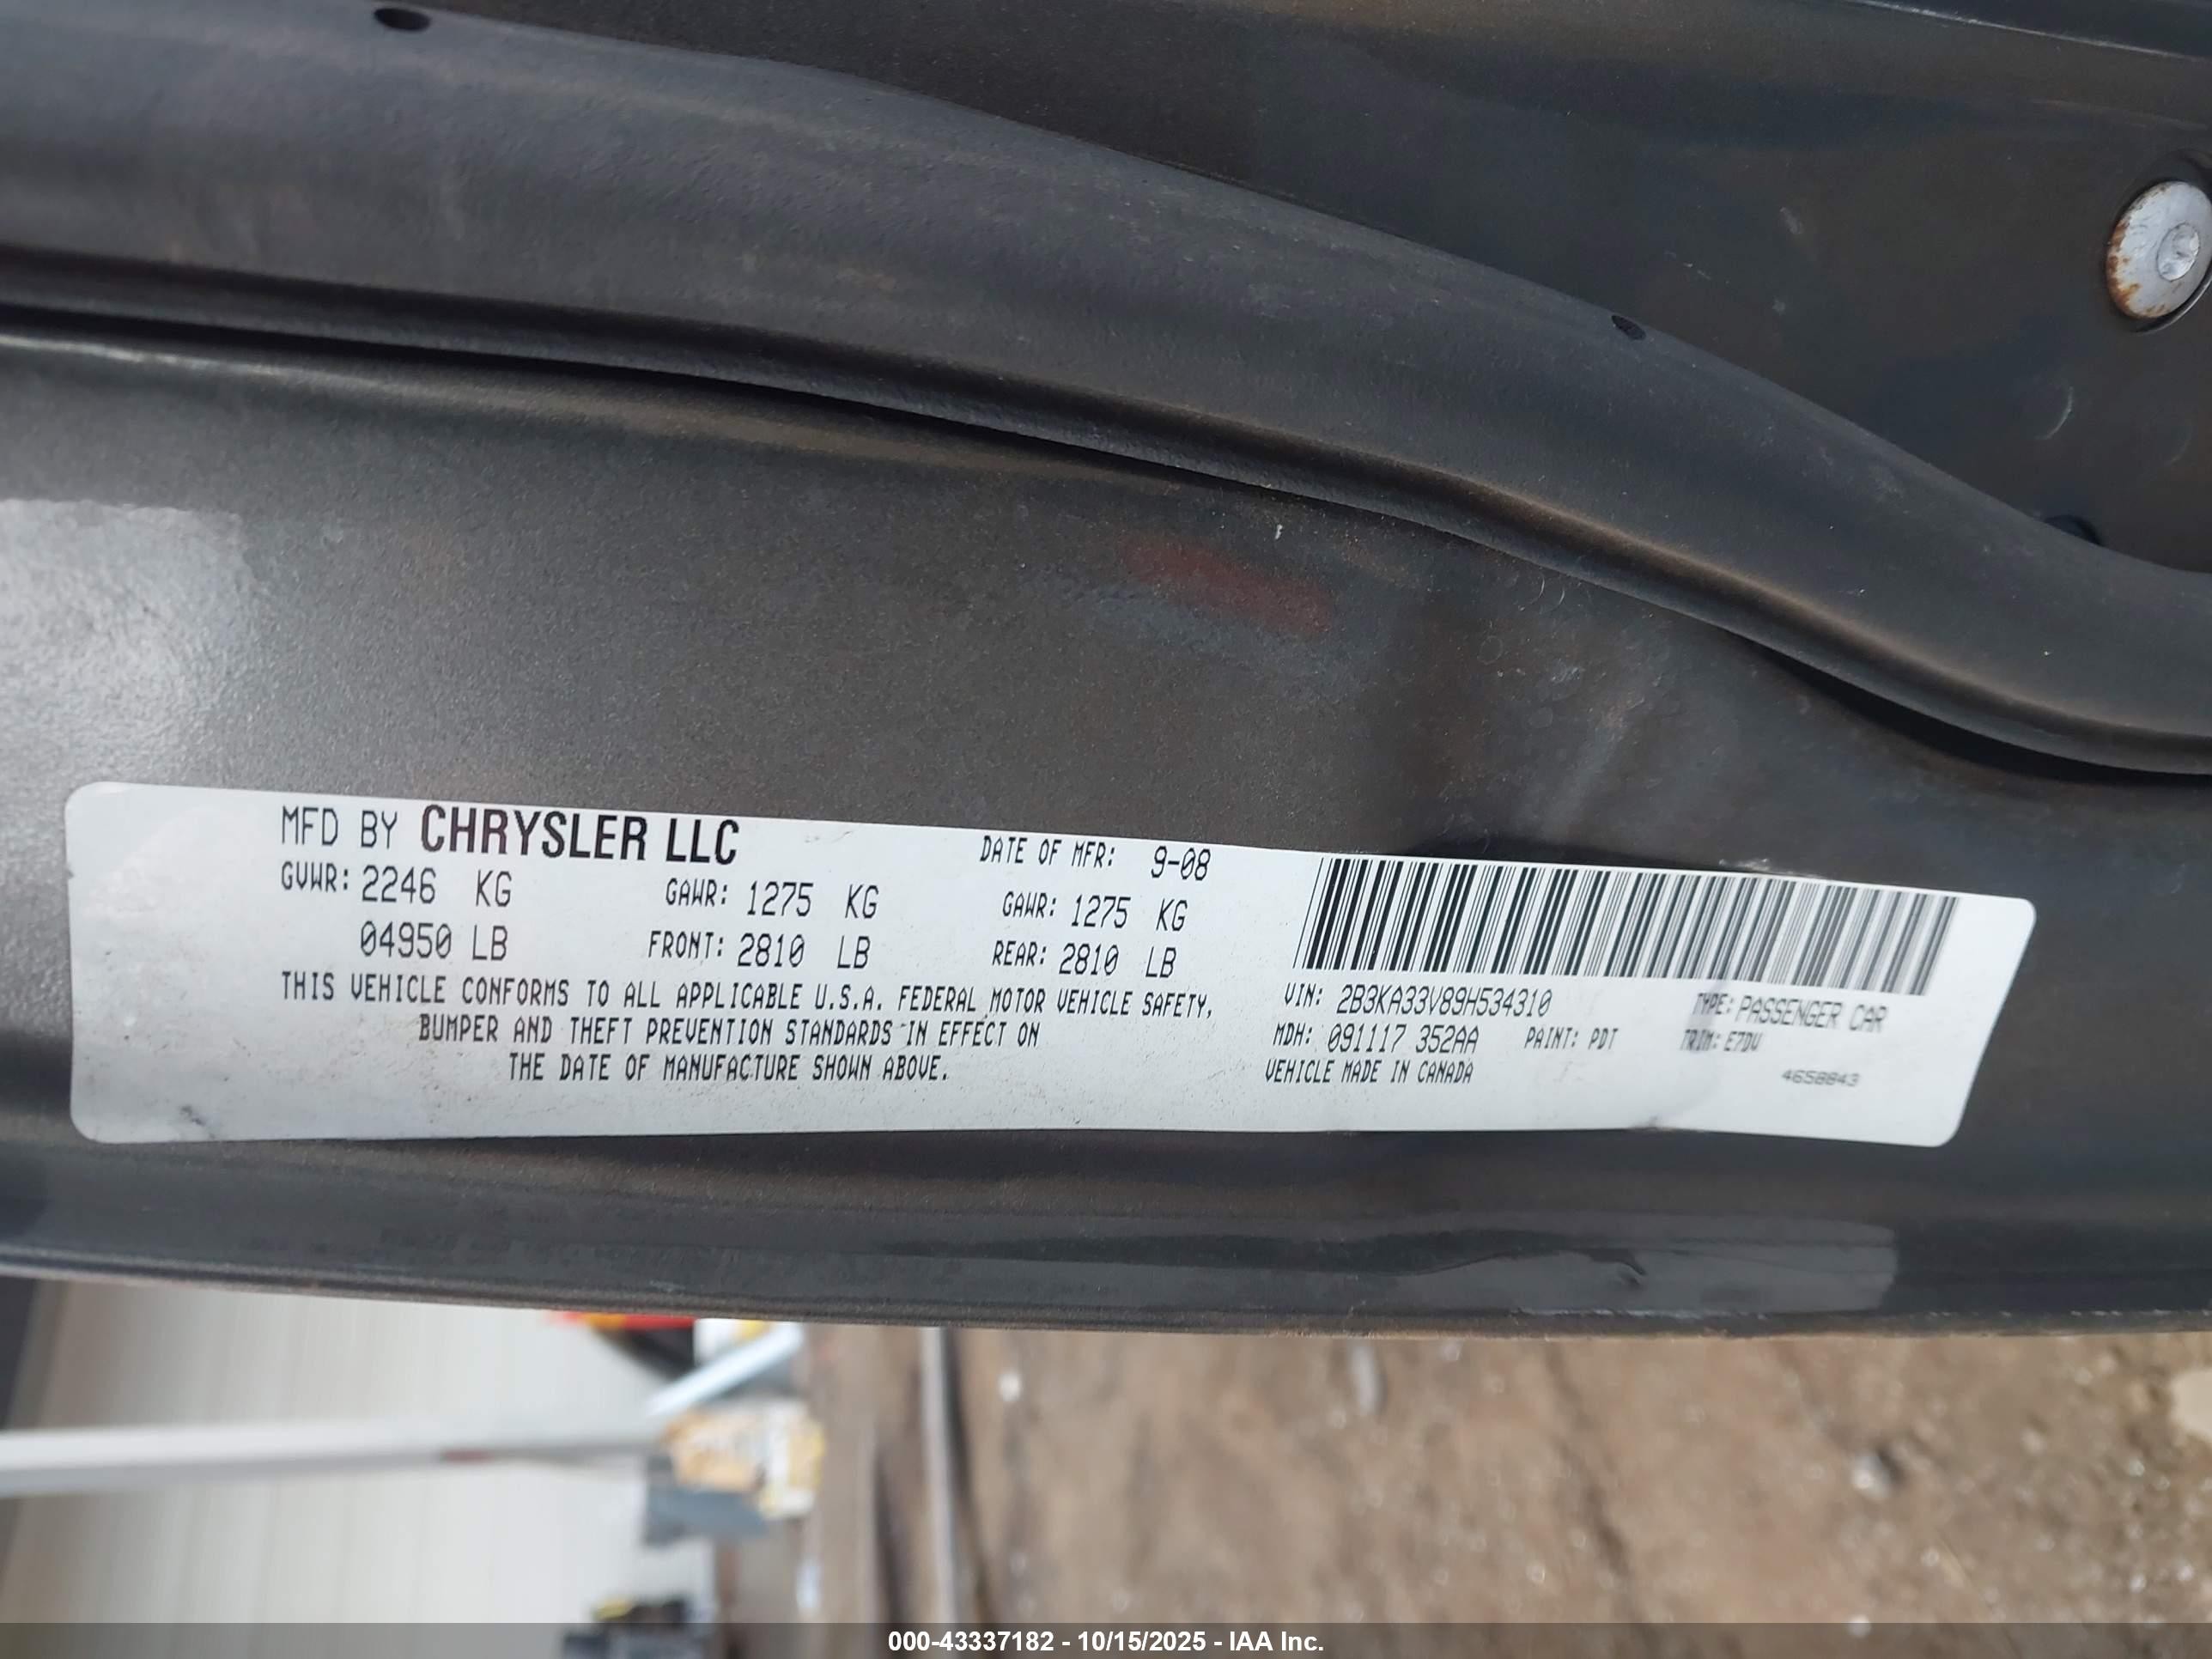 MFD BY CHRYSLER LLC DATE OF MFR: 9-08
GVWR: 2246 KG GAWR: 1275 KG GAWR: 1275 KG
04950 LB FRONT: 2810 LB REAR: 2810 LB
THIS VEHICLE CONFORMS TO ALL APPLICABLE U.S.A. FEDERAL MOTOR VEHICLE SAFETY,
BUMPER AND THEFT PREVENTION STANDARDS IN EFFECT ON
THE DATE OF MANUFACTURE SHOWN ABOVE.
VIN: 2B3KA33V89H534310 TYPE: PASSENGER CAR
MDH: 091117 352AA PAINT: PDT TRIM: E7DV
VEHICLE MADE IN CANADA 4658843
000-43337182 - 10/15/2025 - IAA Inc.